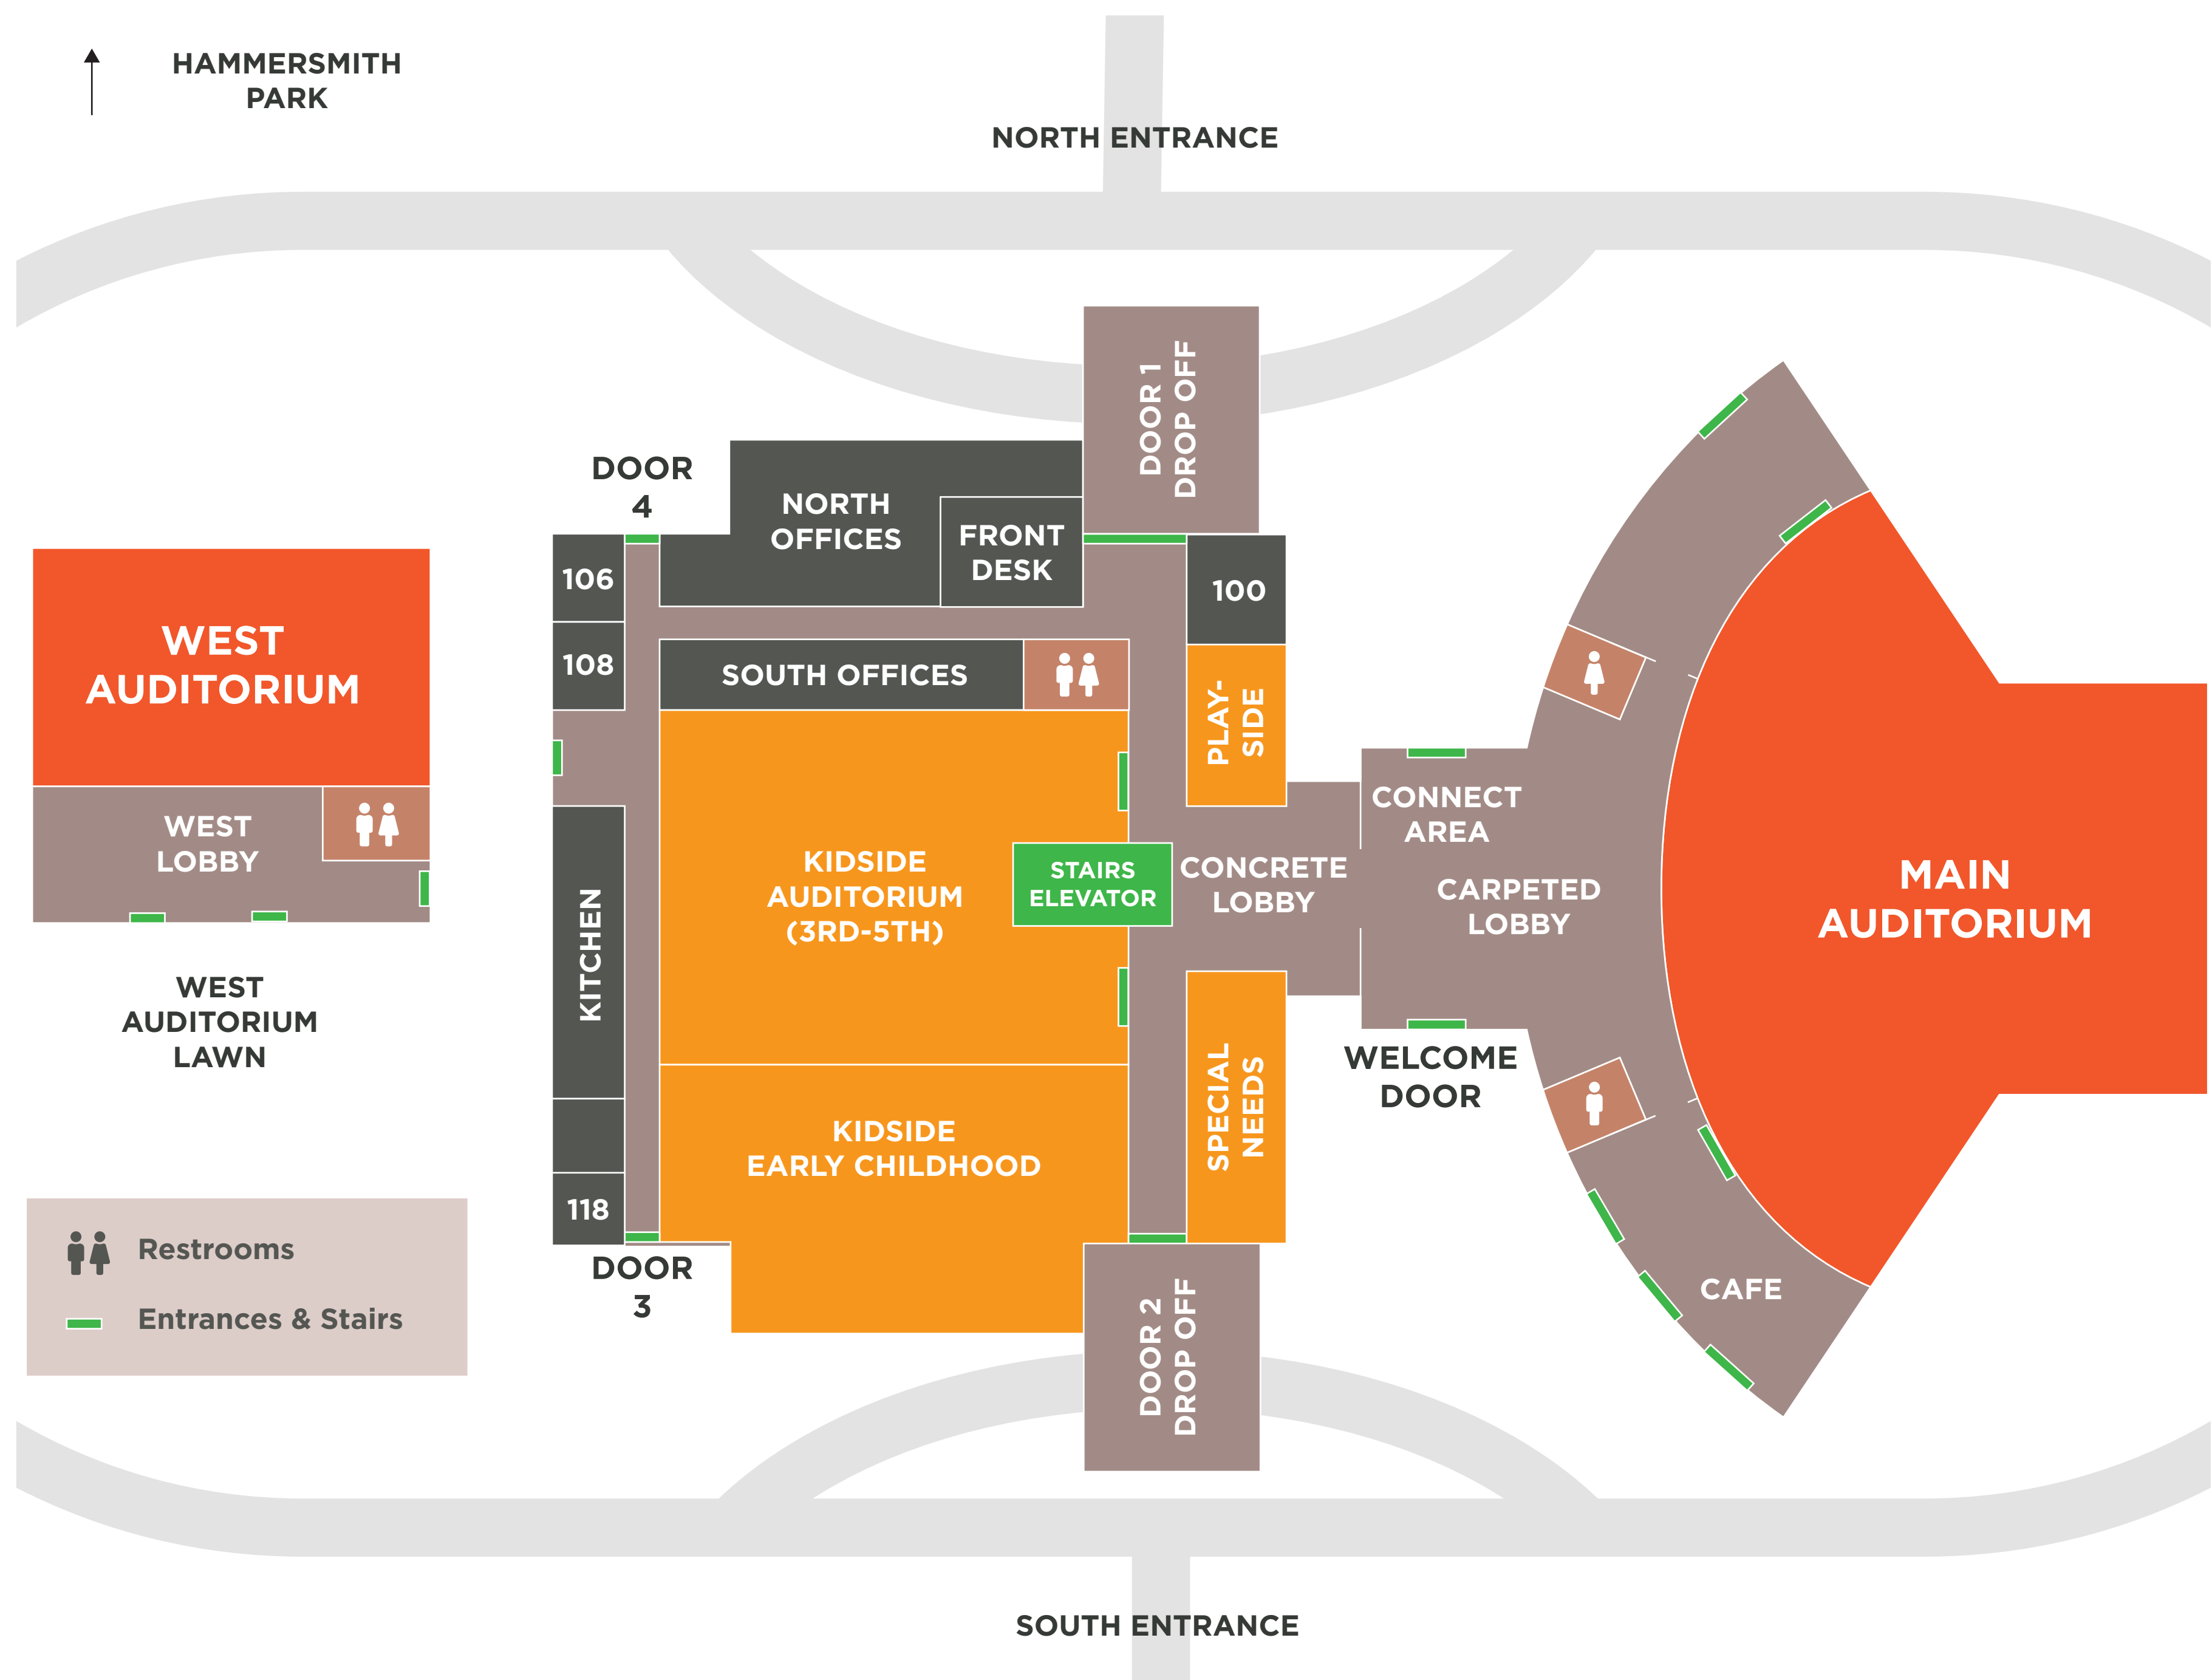 HAMMERSMITH
PARK
NORTH ENTRANCE
DOOR 1
DROP OFF
DOOR
4
NORTH
OFFICES
FRONT
DESK
106
100
108
SOUTH OFFICES
PLAY-
SIDE
WEST
AUDITORIUM
WEST
LOBBY
CONNECT
AREA
KIDSIDE
AUDITORIUM
(3RD-5TH)
STAIRS
ELEVATOR
CONCRETE
LOBBY
CARPETED
LOBBY
MAIN
AUDITORIUM
KITCHEN
WEST
AUDITORIUM
LAWN
WELCOME
DOOR
SPECIAL
NEEDS
KIDSIDE
EARLY CHILDHOOD
118
Restrooms
Entrances & Stairs
DOOR
3
DOOR 2
DROP OFF
CAFE
SOUTH ENTRANCE